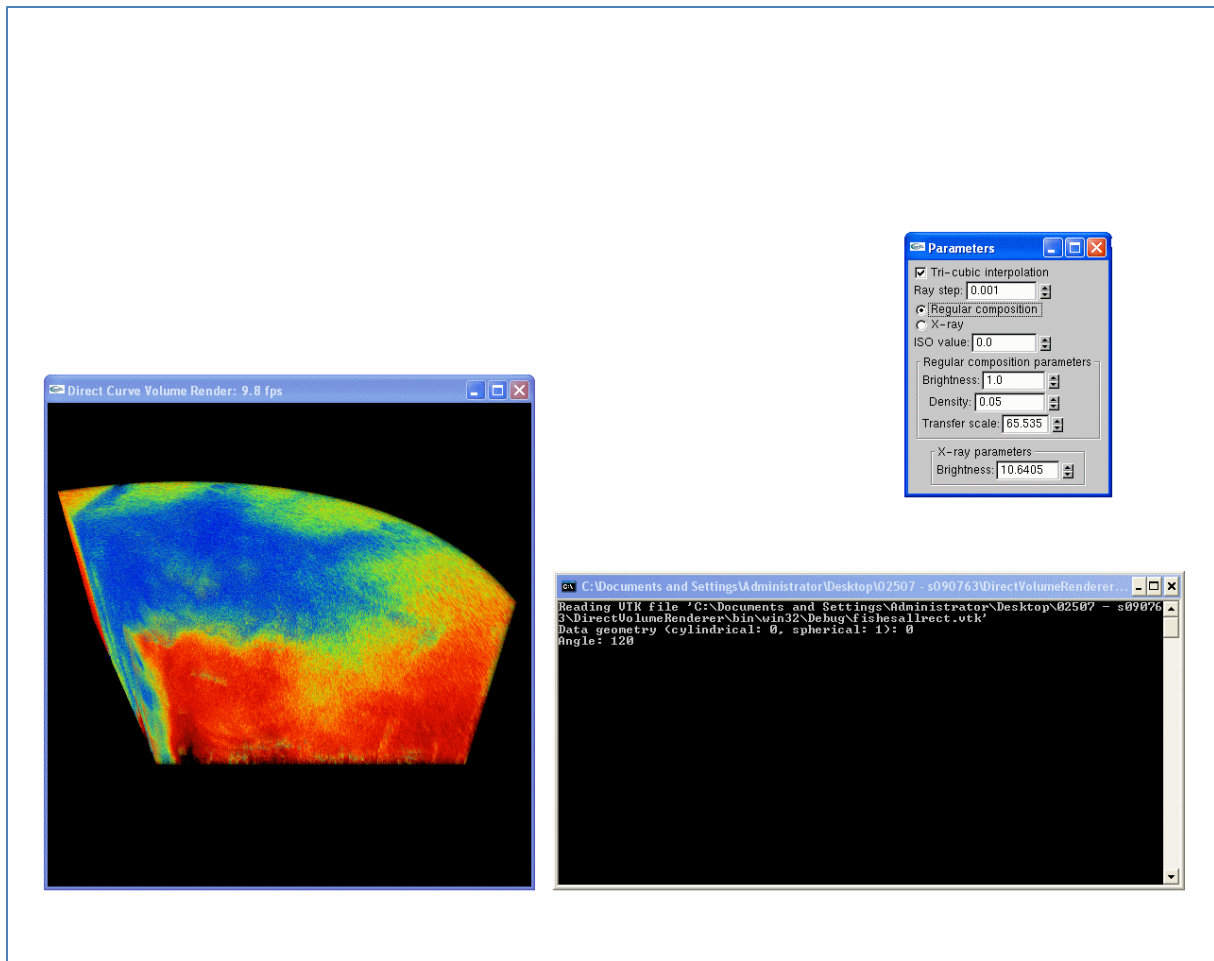 Parameters
Tri-cubic interpolation
Ray step: 0.001
Regular composition
X-ray
ISO value: 0.0
Regular composition parameters
Brightness: 1.0
Density: 0.05
Transfer scale: 65.535
X-ray parameters
Brightness: 10.6405
Direct Curve Volume Render: 9.8 fps
C:\Documents and Settings\Administrator\Desktop\02507 - s090763\DirectVolumeRenderer...
Reading VTK file 'C:\Documents and Settings\Administrator\Desktop\02507 - s09076
3\DirectVolumeRenderer\bin\win32\Debug\fishesallrect.vtk'
Data geometry (cylindrical: 0, spherical: 1): 0
Angle: 120